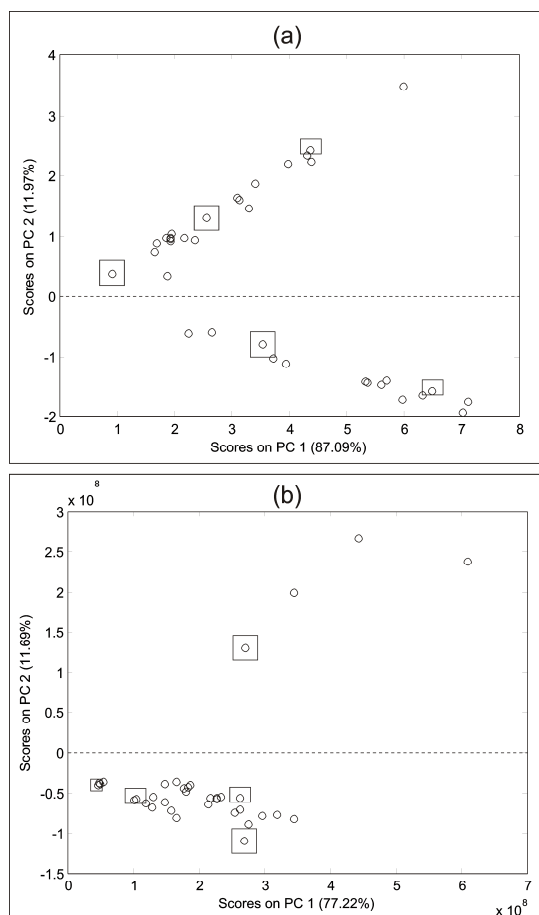 (a)
4
3
2
1
0
-1
-2
Scores on PC 2 (11.97%)
0 1 2 3 4 5 6 7 8
Scores on PC 1 (87.09%)
(b)
x 10 8
3
2.5
2
1.5
1
0.5
0
-0.5
-1
-1.5
Scores on PC 2 (11.69%)
0 1 2 3 4 5 6 7
Scores on PC 1 (77.22%)
x 10 8